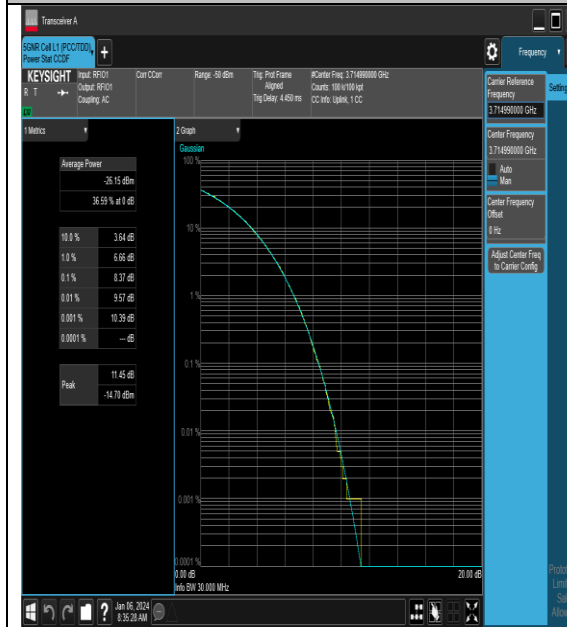 Transceiver A
5GNR Cell L1 (PCC/TDD),
Power Stat CCDF
Frequency
KEYSIGHT
R T
Input: RFIO1
Output: RFIO1
Coupling: AC
Corr CCorr
Range: -50 dBm
Trig: Prot Frame
Aligned
Trig Delay: 4.450 ms
#Center Freq: 3.714990000 GHz
Counts: 100 k/100 kpt
CC Info: Uplink, 1 CC
1 Metrics
Average Power
-26.15 dBm
36.59 % at 0 dB
10.0 % 3.64 dB
1.0 % 6.66 dB
0.1 % 8.37 dB
0.01 % 9.57 dB
0.001 % 10.39 dB
0.0001 % --- dB
Peak
11.45 dB
-14.70 dBm
2 Graph
Gaussian
100 %
10 %
1 %
0.1 %
0.01 %
0.001 %
0.0001 %
0.00 dB
20.00 dB
Info BW 30.000 MHz
Carrier Reference
Frequency
3.714990000 GHz
Settings
Center Frequency
3.714990000 GHz
Auto
Man
Center Frequency
Offset
0 Hz
Adjust Center Freq
to Carrier Config
Jan 06, 2024
8:35:28 AM